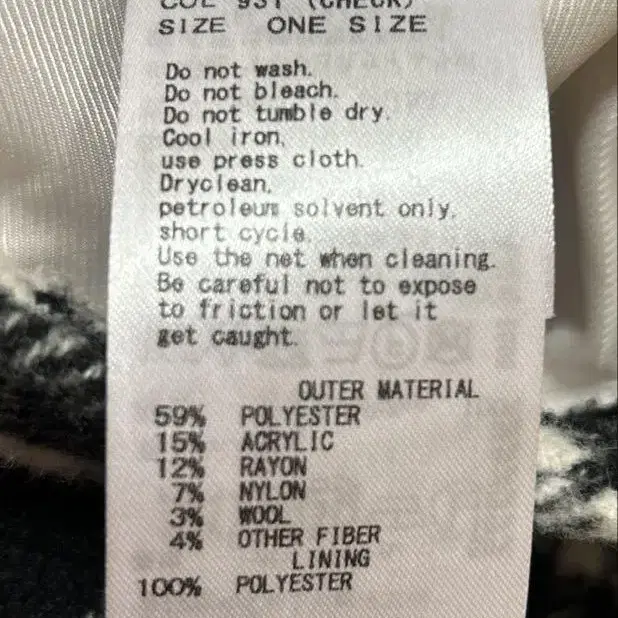 COL 931 (CHECK)
SIZE ONE SIZE
Do not wash.
Do not bleach.
Do not tumble dry.
Cool iron,
use press cloth.
Dryclean,
petroleum solvent only,
short cycle.
Use the net when cleaning.
Be careful not to expose
to friction or let it
get caught.
OUTER MATERIAL
59% POLYESTER
15% ACRYLIC
12% RAYON
7% NYLON
3% WOOL
4% OTHER FIBER
LINING
100% POLYESTER